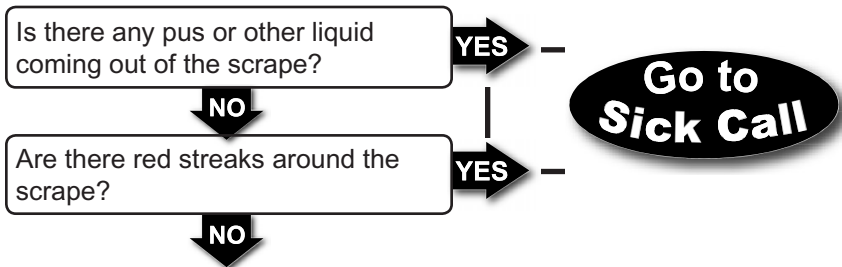 Is there any pus or other liquid
coming out of the scrape?
YES
NO
Go to
Sick Call
Are there red streaks around the
scrape?
YES
NO